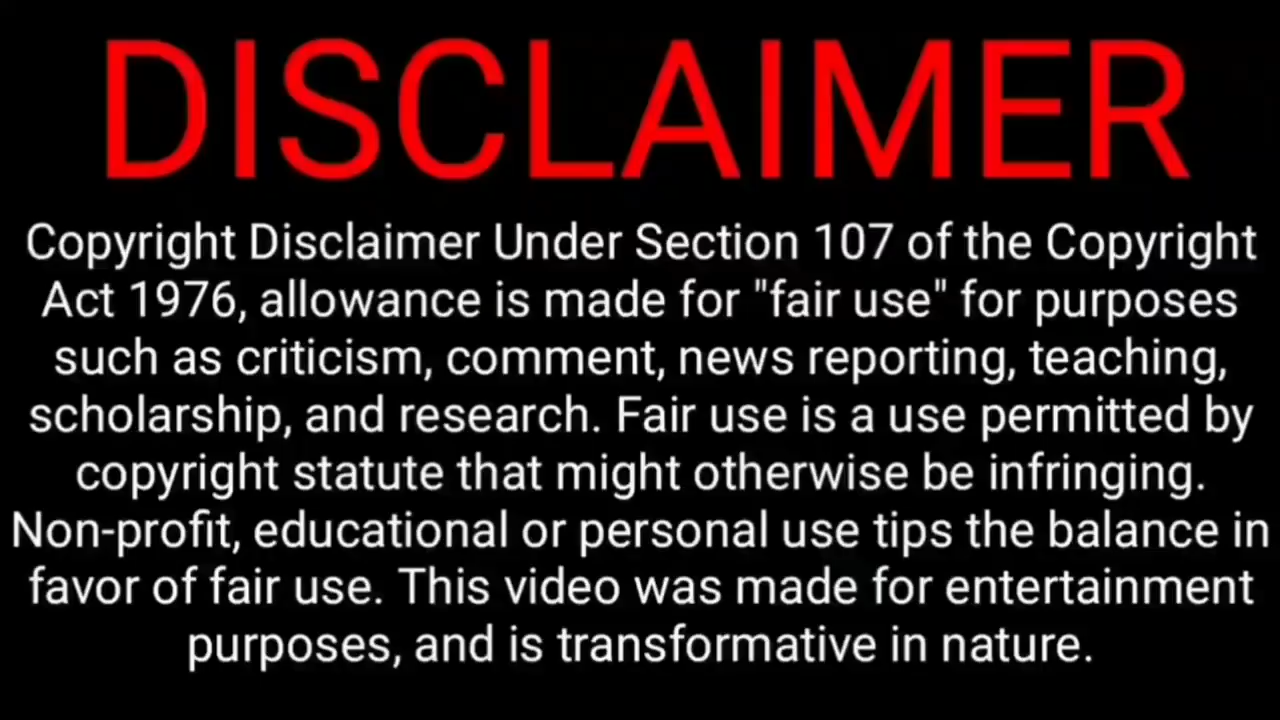 DISCLAIMER
Copyright Disclaimer Under Section 107 of the Copyright
Act 1976, allowance is made for "fair use" for purposes
such as criticism, comment, news reporting, teaching,
scholarship, and research. Fair use is a use permitted by
copyright statute that might otherwise be infringing.
Non-profit, educational or personal use tips the balance in
favor of fair use. This video was made for entertainment
purposes, and is transformative in nature.